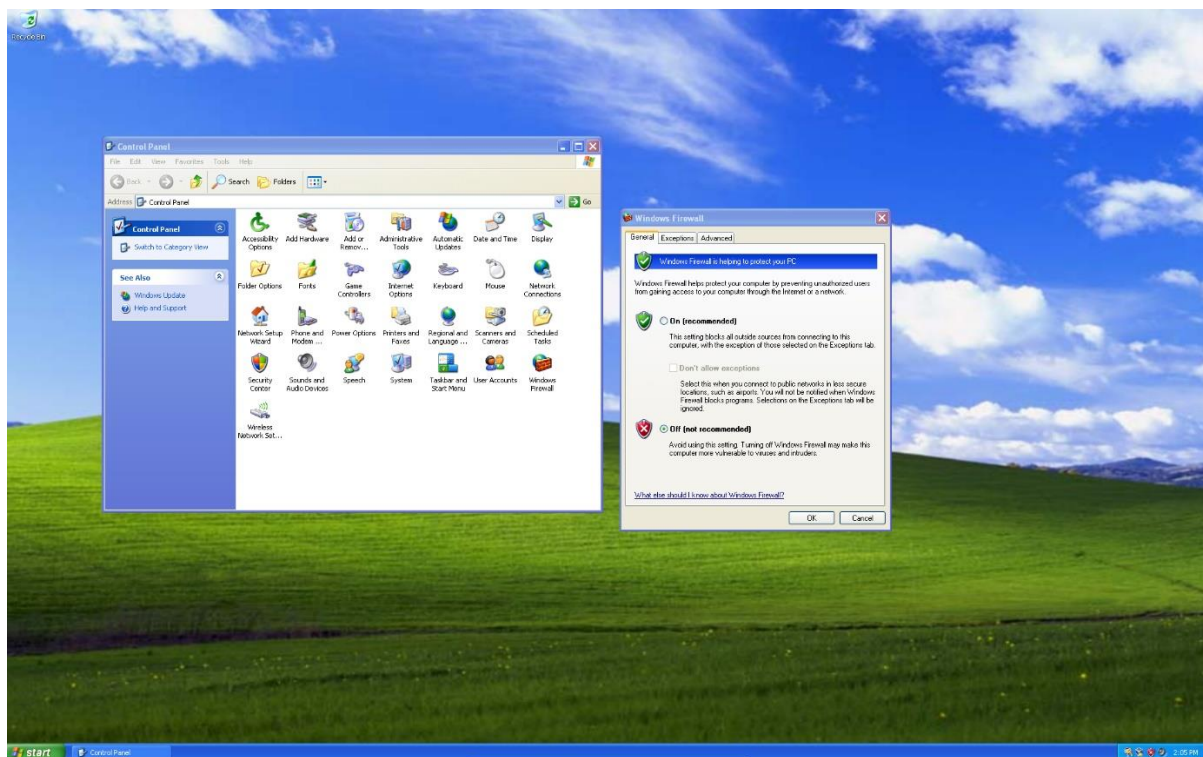 Recycle Bin
Control Panel
File Edit View Favorites Tools Help
Back Search Folders
Address Control Panel Go
Control Panel
Switch to Category View
See Also
Windows Update
Help and Support
Accessibility Options
Add Hardware
Add or Remov...
Administrative Tools
Automatic Updates
Date and Time
Display
Folder Options
Fonts
Game Controllers
Internet Options
Keyboard
Mouse
Network Connections
Network Setup Wizard
Phone and Modem ...
Power Options
Printers and Faxes
Regional and Language ...
Scanners and Cameras
Scheduled Tasks
Security Center
Sounds and Audio Devices
Speech
System
Taskbar and Start Menu
User Accounts
Windows Firewall
Wireless Network Set...
Windows Firewall
General Exceptions Advanced
Windows Firewall is helping to protect your PC
Windows Firewall helps protect your computer by preventing unauthorized users
from gaining access to your computer through the Internet or a network.
On (recommended)
This setting blocks all outside sources from connecting to this
computer, with the exception of those selected on the Exceptions tab.
Don't allow exceptions
Select this when you connect to public networks in less secure
locations, such as airports. You will not be notified when Windows
Firewall blocks programs. Selections on the Exceptions tab will be
ignored.
Off (not recommended)
Avoid using this setting. Turning off Windows Firewall may make this
computer more vulnerable to viruses and intruders.
What else should I know about Windows Firewall?
OK Cancel
start Control Panel 2:05 PM